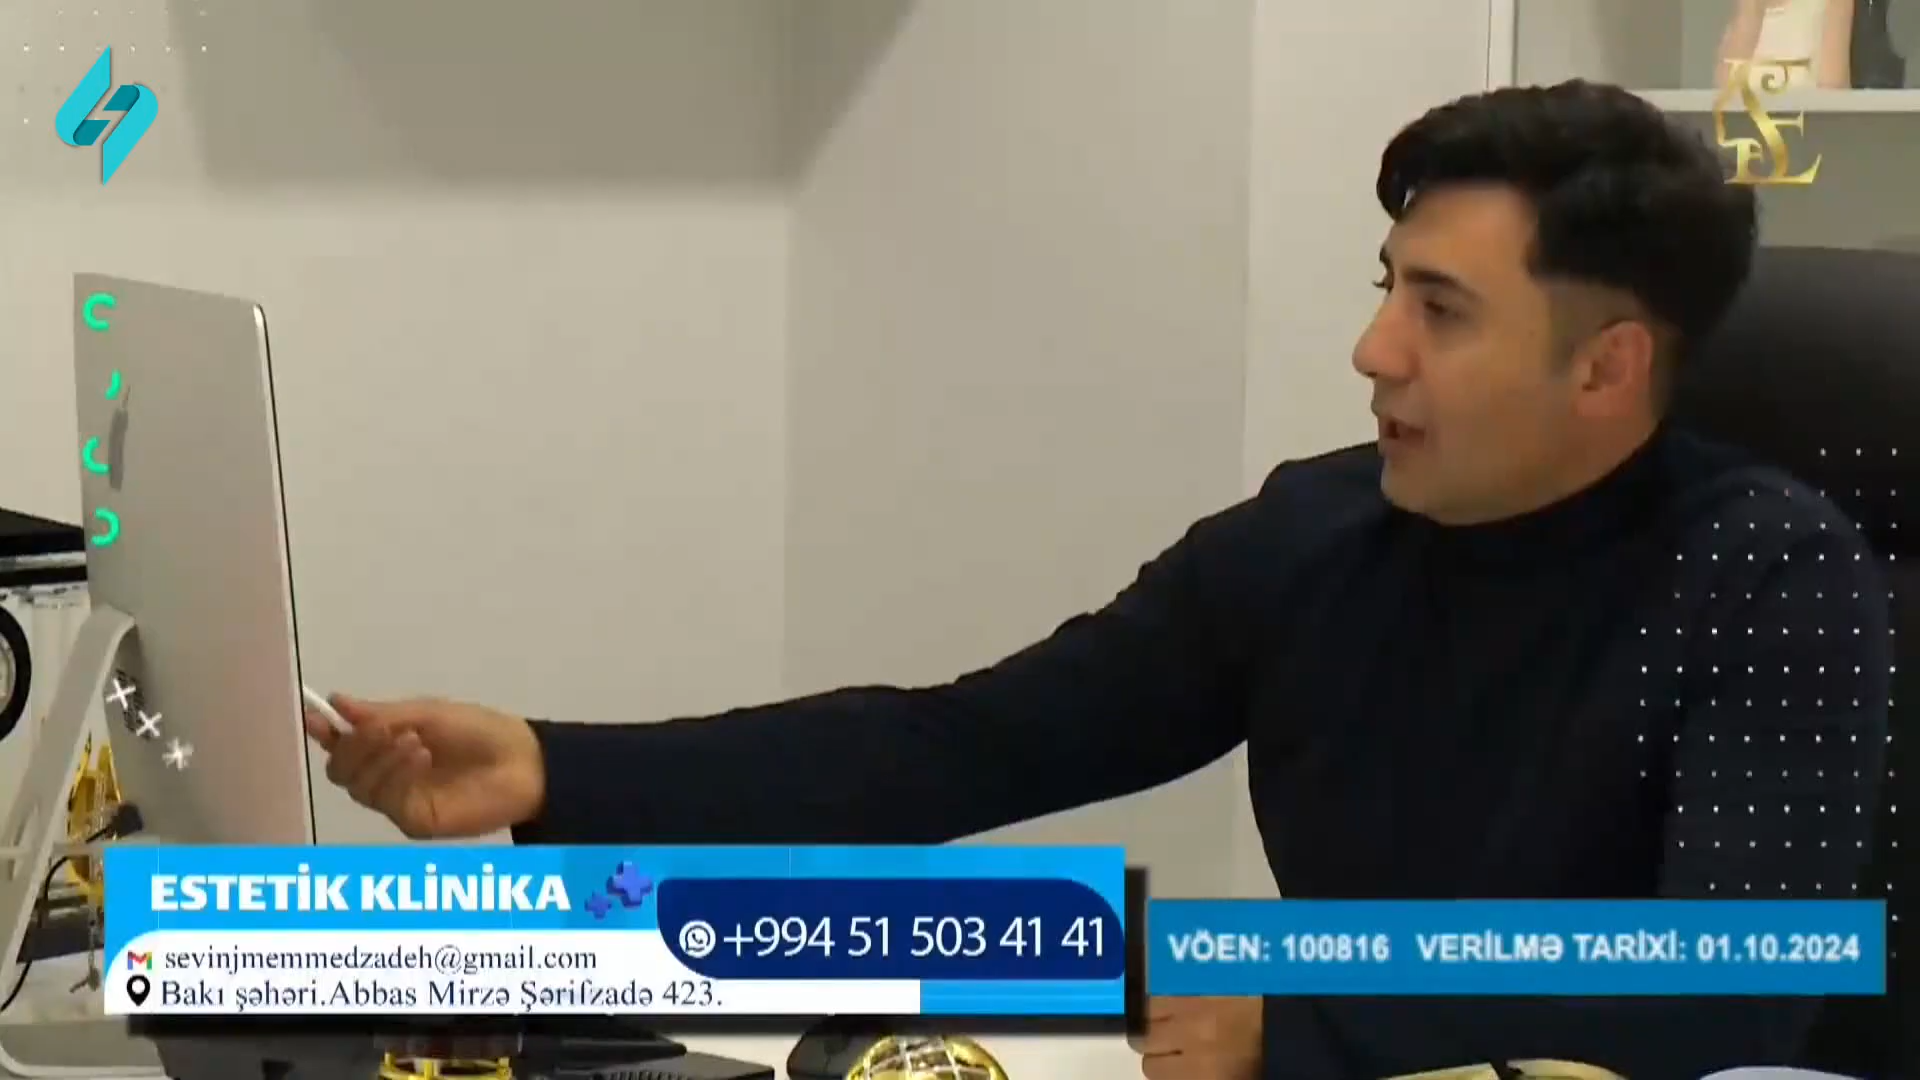 SE
ESTETİK KLİNİKA
+994 51 503 41 41
sevinjmemmedzadeh@gmail.com
Bakı şəhəri.Abbas Mirzə Şərifzadə 423.
VÖEN: 100816 VERİLMƏ TARİXİ: 01.10.2024